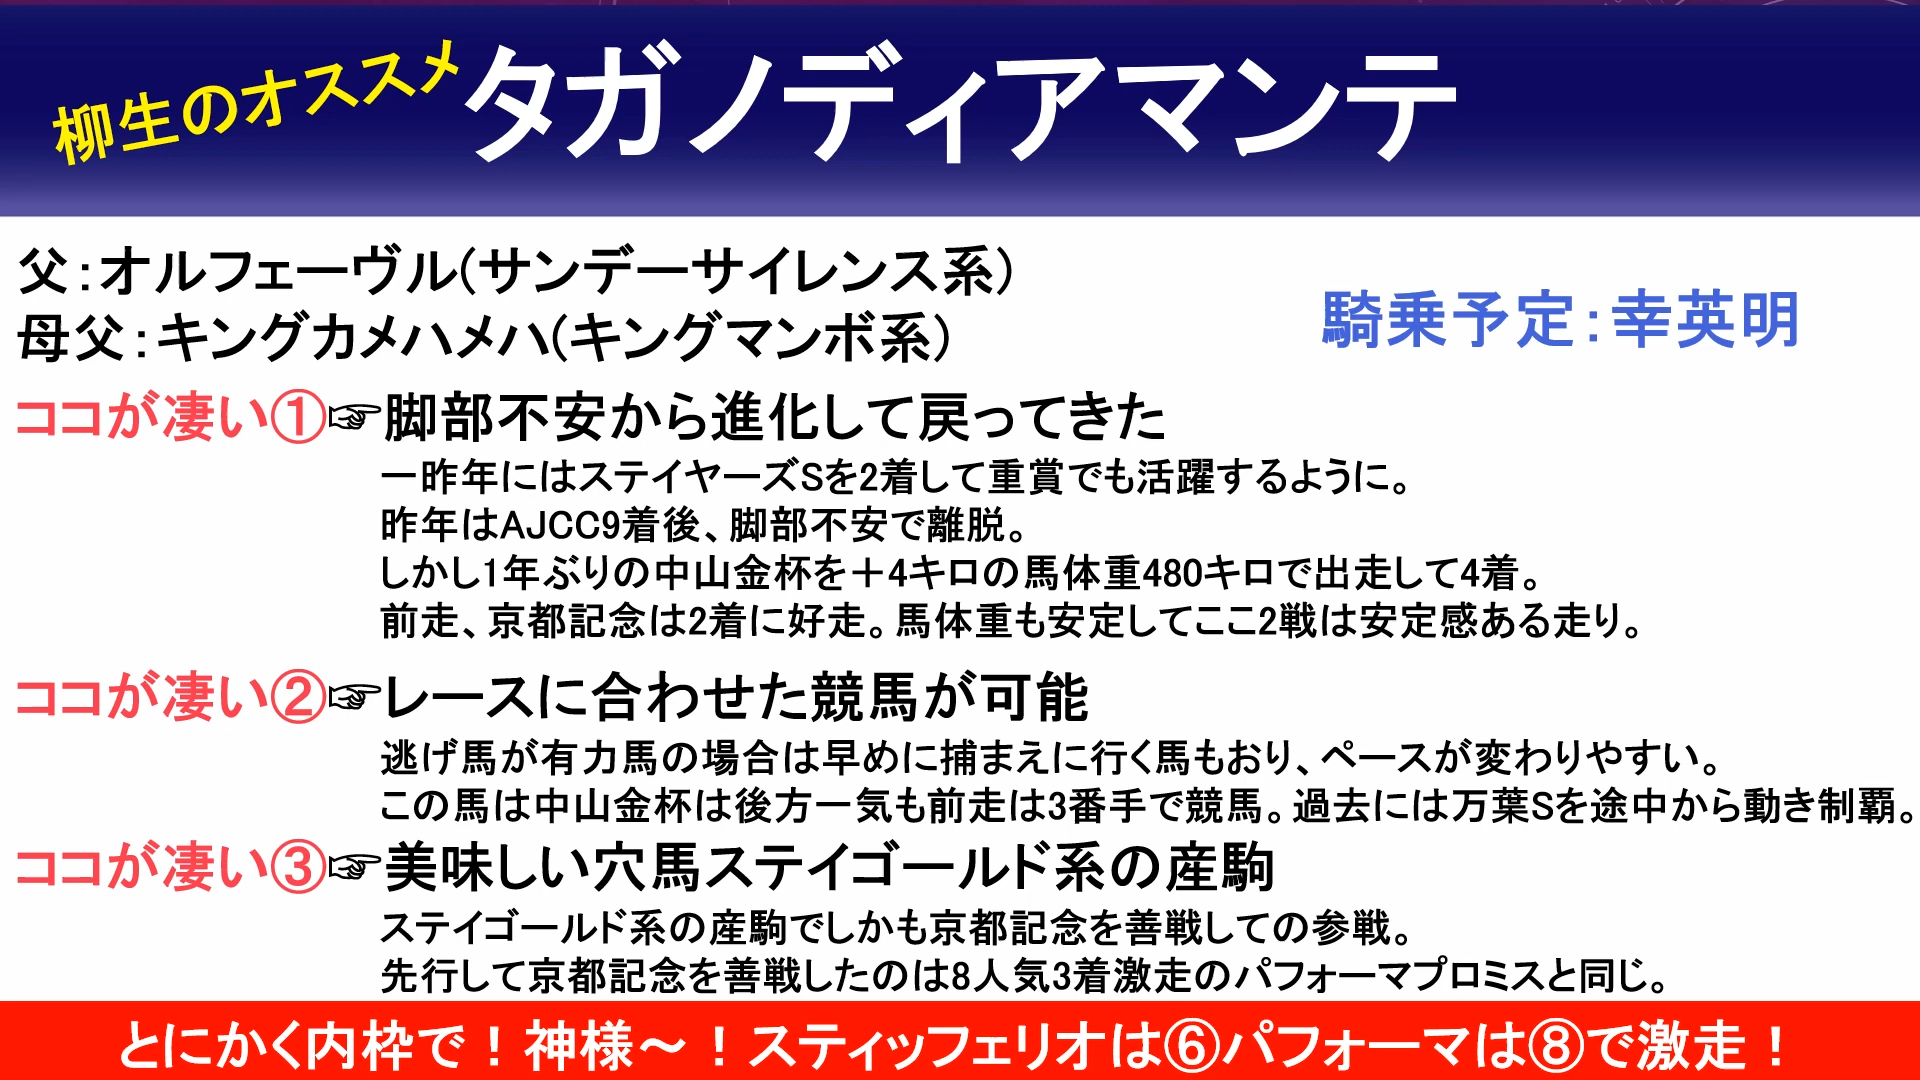 柳生のオススメ タガノディアマンテ
父：オルフェーヴル(サンデーサイレンス系)
母父：キングカメハメハ(キングマンボ系)
騎乗予定：幸英明
ココが凄い①☞脚部不安から進化して戻ってきた
一昨年にはステイヤーズSを2着して重賞でも活躍するように。
昨年はAJCC9着後、脚部不安で離脱。
しかし1年ぶりの中山金杯を＋4キロの馬体重480キロで出走して4着。
前走、京都記念は2着に好走。馬体重も安定してここ2戦は安定感ある走り。
ココが凄い②☞レースに合わせた競馬が可能
逃げ馬が有力馬の場合は早めに捕まえに行く馬もおり、ペースが変わりやすい。
この馬は中山金杯は後方一気も前走は3番手で競馬。過去には万葉Sを途中から動き制覇。
ココが凄い③☞美味しい穴馬ステイゴールド系の産駒
ステイゴールド系の産駒でしかも京都記念を善戦しての参戦。
先行して京都記念を善戦したのは8人気3着激走のパフォーマプロミスと同じ。
とにかく内枠で！神様～！スティッフェリオは⑥パフォーマは⑧で激走！